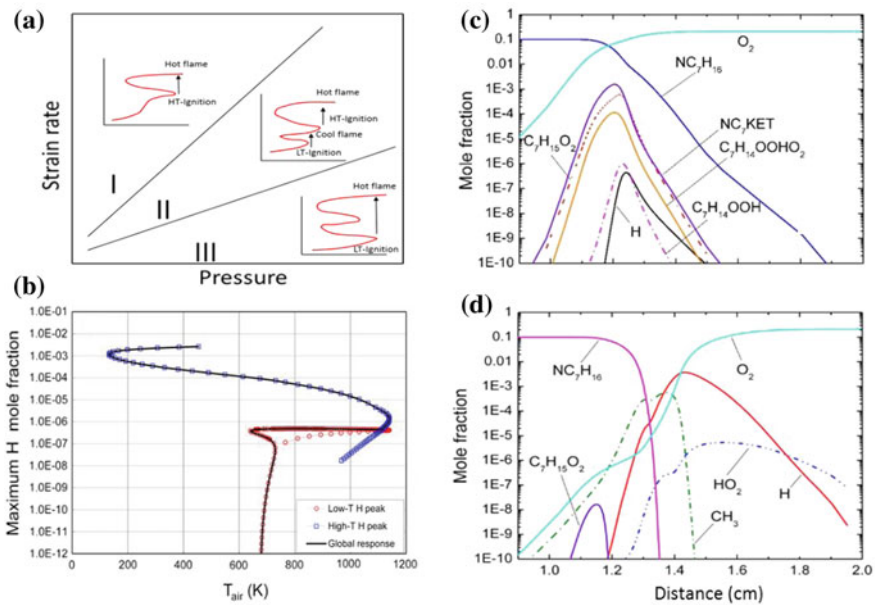 (a)
Strain rate
Hot flame
HT-Ignition
Hot flame
HT-Ignition
Cool flame
LT-Ignition
Hot flame
LT-Ignition
I
II
III
Pressure
(b)
Maximum H mole fraction
1.0E-01
1.0E-02
1.0E-03
1.0E-04
1.0E-05
1.0E-06
1.0E-07
1.0E-08
1.0E-09
1.0E-10
1.0E-11
1.0E-12
0 200 400 600 800 1000 1200
Low-T H peak
High-T H peak
Global response
T_air (K)
(c)
Mole fraction
1
0.1
0.01
1E-3
1E-4
1E-5
1E-6
1E-7
1E-8
1E-9
1E-10
O₂
NC₇H₁₆
NC₇KET
C₇H₁₅O₂
C₇H₁₄OOHO₂
C₇H₁₄OOH
H
(d)
Mole fraction
1
0.1
0.01
1E-3
1E-4
1E-5
1E-6
1E-7
1E-8
1E-9
1E-10
NC₇H₁₆
O₂
C₇H₁₅O₂
HO₂
H
CH₃
1.0 1.2 1.4 1.6 1.8 2.0
Distance (cm)